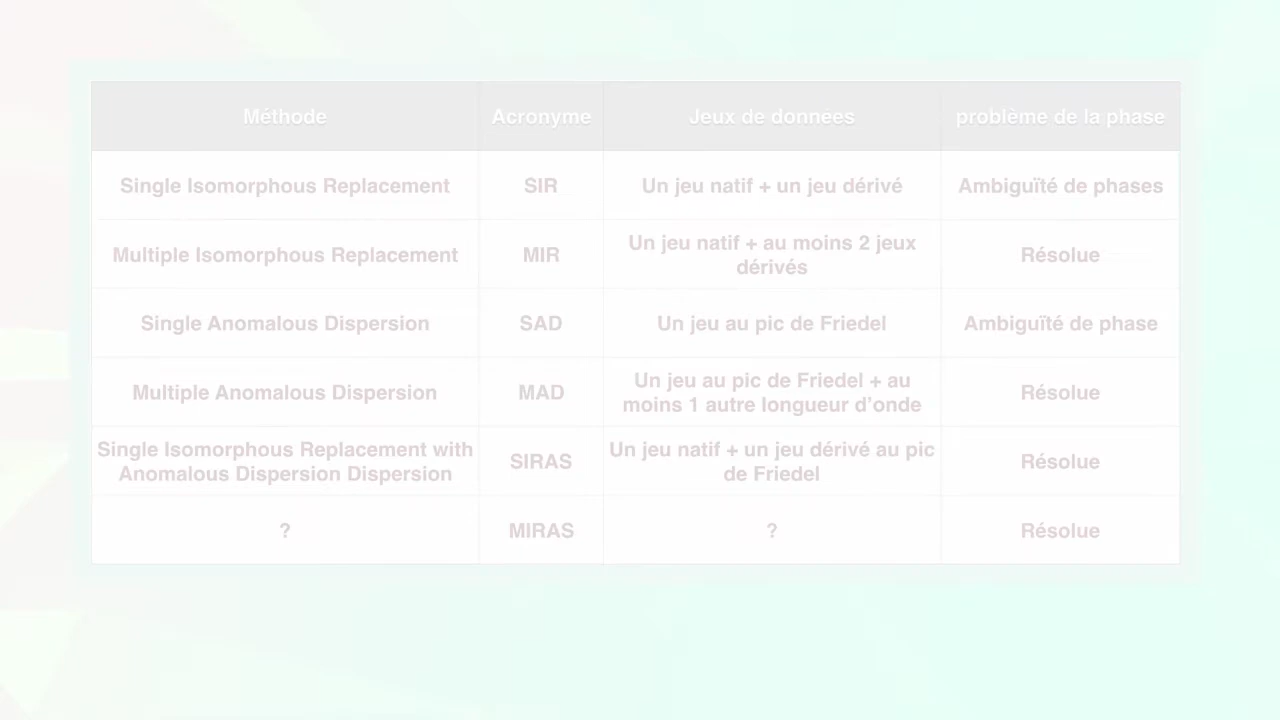 Méthode Acronyme Jeux de données problème de la phase
Single Isomorphous Replacement SIR Un jeu natif + un jeu dérivé Ambiguïté de phases
Multiple Isomorphous Replacement MIR Un jeu natif + au moins 2 jeux
dérivés Résolue
Single Anomalous Dispersion SAD Un jeu au pic de Friedel Ambiguïté de phase
Multiple Anomalous Dispersion MAD Un jeu au pic de Friedel + au
moins 1 autre longueur d'onde Résolue
Single Isomorphous Replacement with
Anomalous Dispersion Dispersion SIRAS Un jeu natif + un jeu dérivé au pic
de Friedel Résolue
? MIRAS ? Résolue